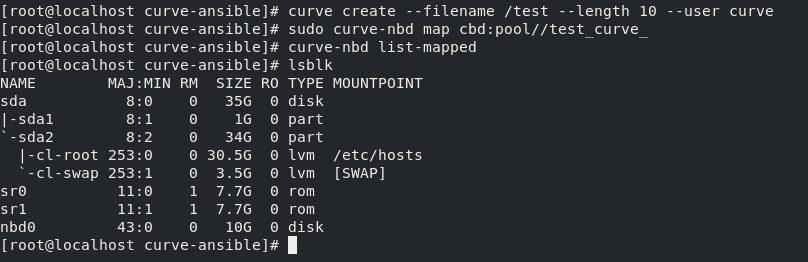 [root@localhost curve-ansible]# curve create --filename /test --length 10 --user curve
[root@localhost curve-ansible]# sudo curve-nbd map cbd:pool//test_curve_
[root@localhost curve-ansible]# curve-nbd list-mapped
[root@localhost curve-ansible]# lsblk
NAME        MAJ:MIN RM  SIZE RO TYPE MOUNTPOINT
sda           8:0    0   35G  0 disk
|-sda1        8:1    0    1G  0 part
`-sda2        8:2    0   34G  0 part
  |-cl-root 253:0    0 30.5G  0 lvm  /etc/hosts
  `-cl-swap 253:1    0  3.5G  0 lvm  [SWAP]
sr0          11:0    1  7.7G  0 rom
sr1          11:1    1  7.7G  0 rom
nbd0         43:0    0   10G  0 disk
[root@localhost curve-ansible]#